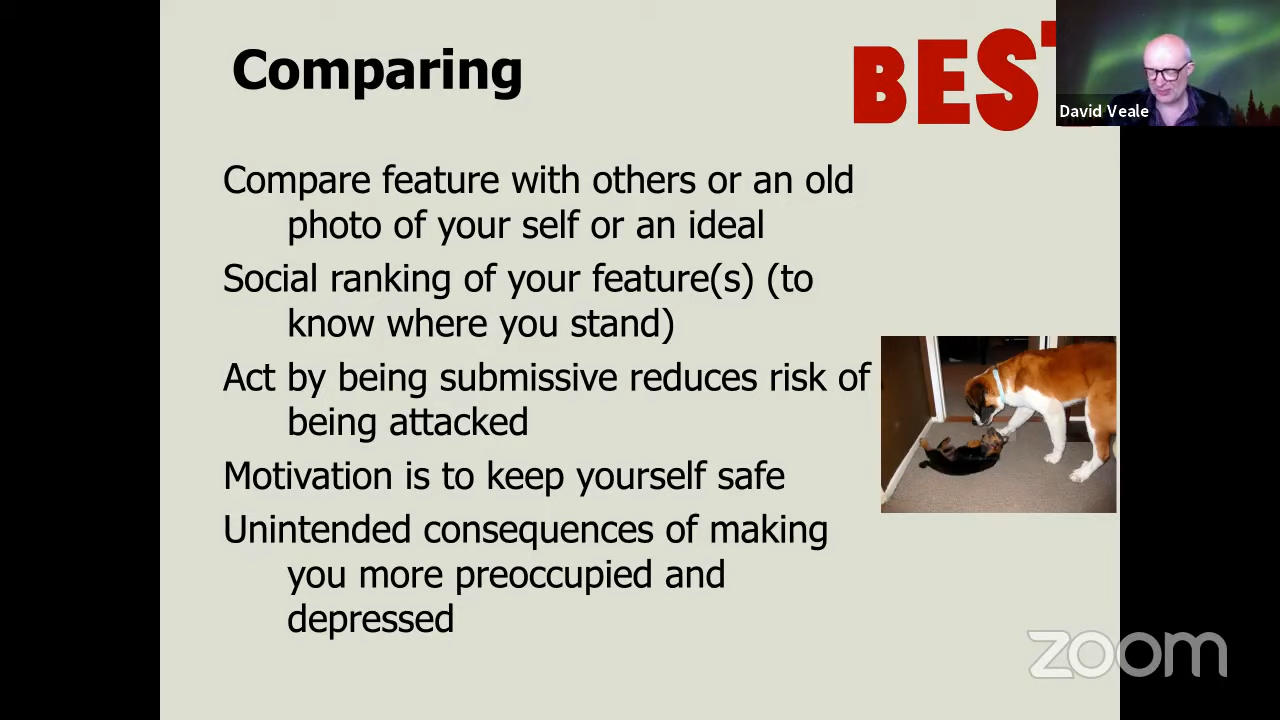 Comparing
BEST
David Veale
Compare feature with others or an old
photo of your self or an ideal
Social ranking of your feature(s) (to
know where you stand)
Act by being submissive reduces risk of
being attacked
Motivation is to keep yourself safe
Unintended consequences of making
you more preoccupied and
depressed
zoom